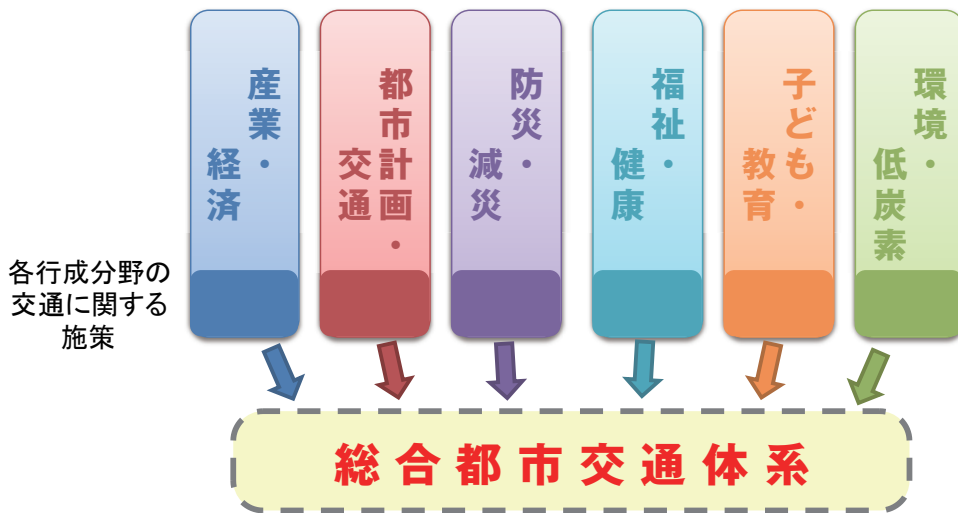 産業・
経済
都市計画・
交通
防災・
減災
福祉・
健康
子ども・
教育
環境・
低炭素
各行成分野の
交通に関する
施策
総合都市交通体系